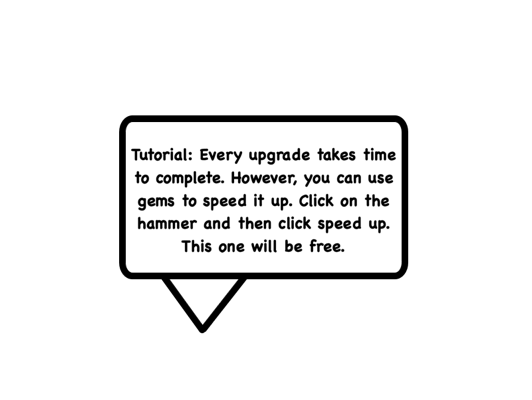 Tutorial: Every upgrade takes time
to complete. However, you can use
gems to speed it up. Click on the
hammer and then click speed up.
This one will be free.